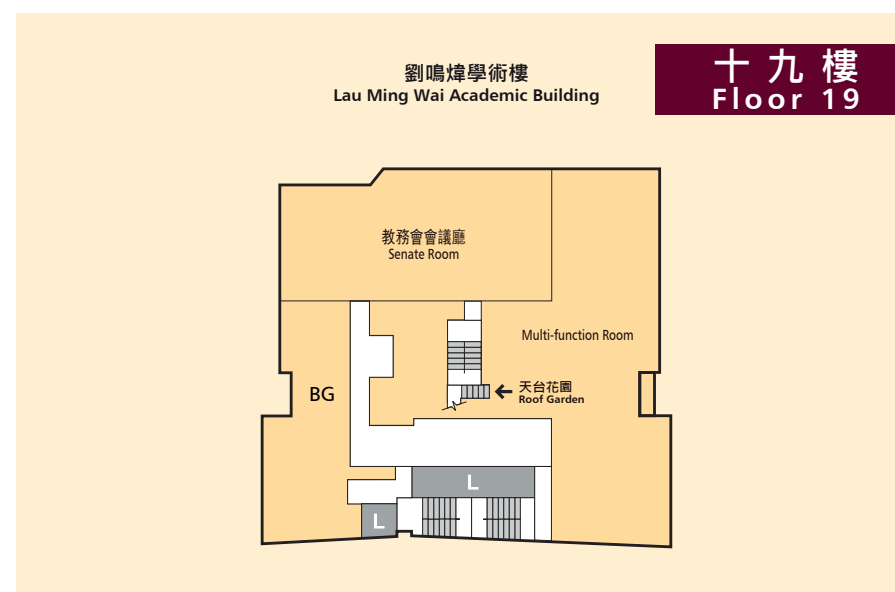 劉鳴煒學術樓
Lau Ming Wai Academic Building
十九樓
Floor 19
教務會會議廳
Senate Room
Multi-function Room
天台花園
Roof Garden
BG
L
L